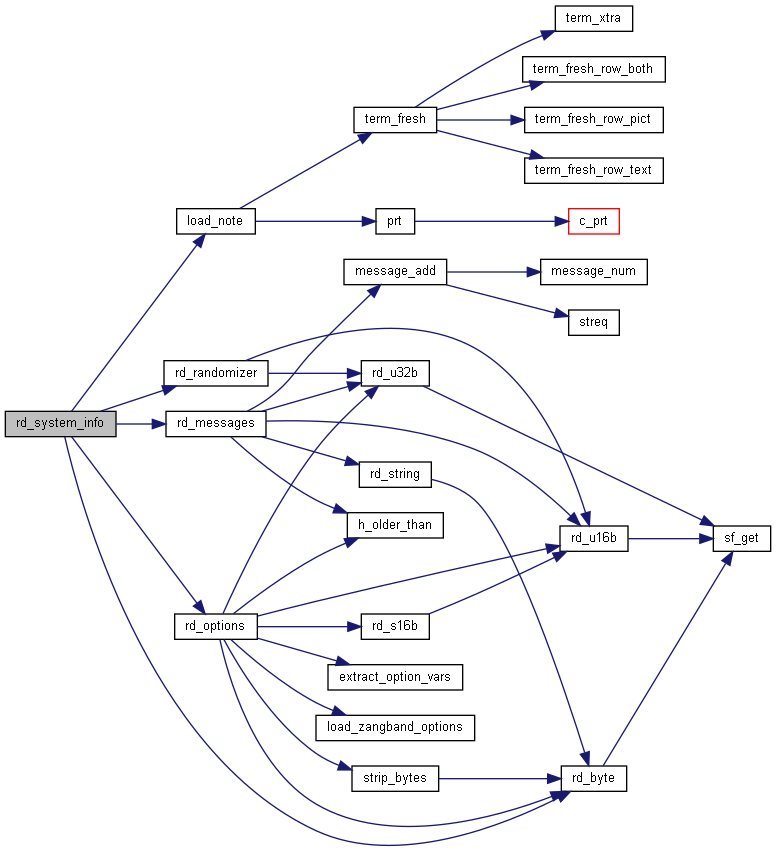 term_xtra
term_fresh_row_both
term_fresh
term_fresh_row_pict
term_fresh_row_text
load_note
prt
c_prt
message_add
message_num
streq
rd_randomizer
rd_u32b
rd_system_info
rd_messages
rd_string
h_older_than
rd_u16b
sf_get
rd_options
rd_s16b
extract_option_vars
load_zangband_options
strip_bytes
rd_byte